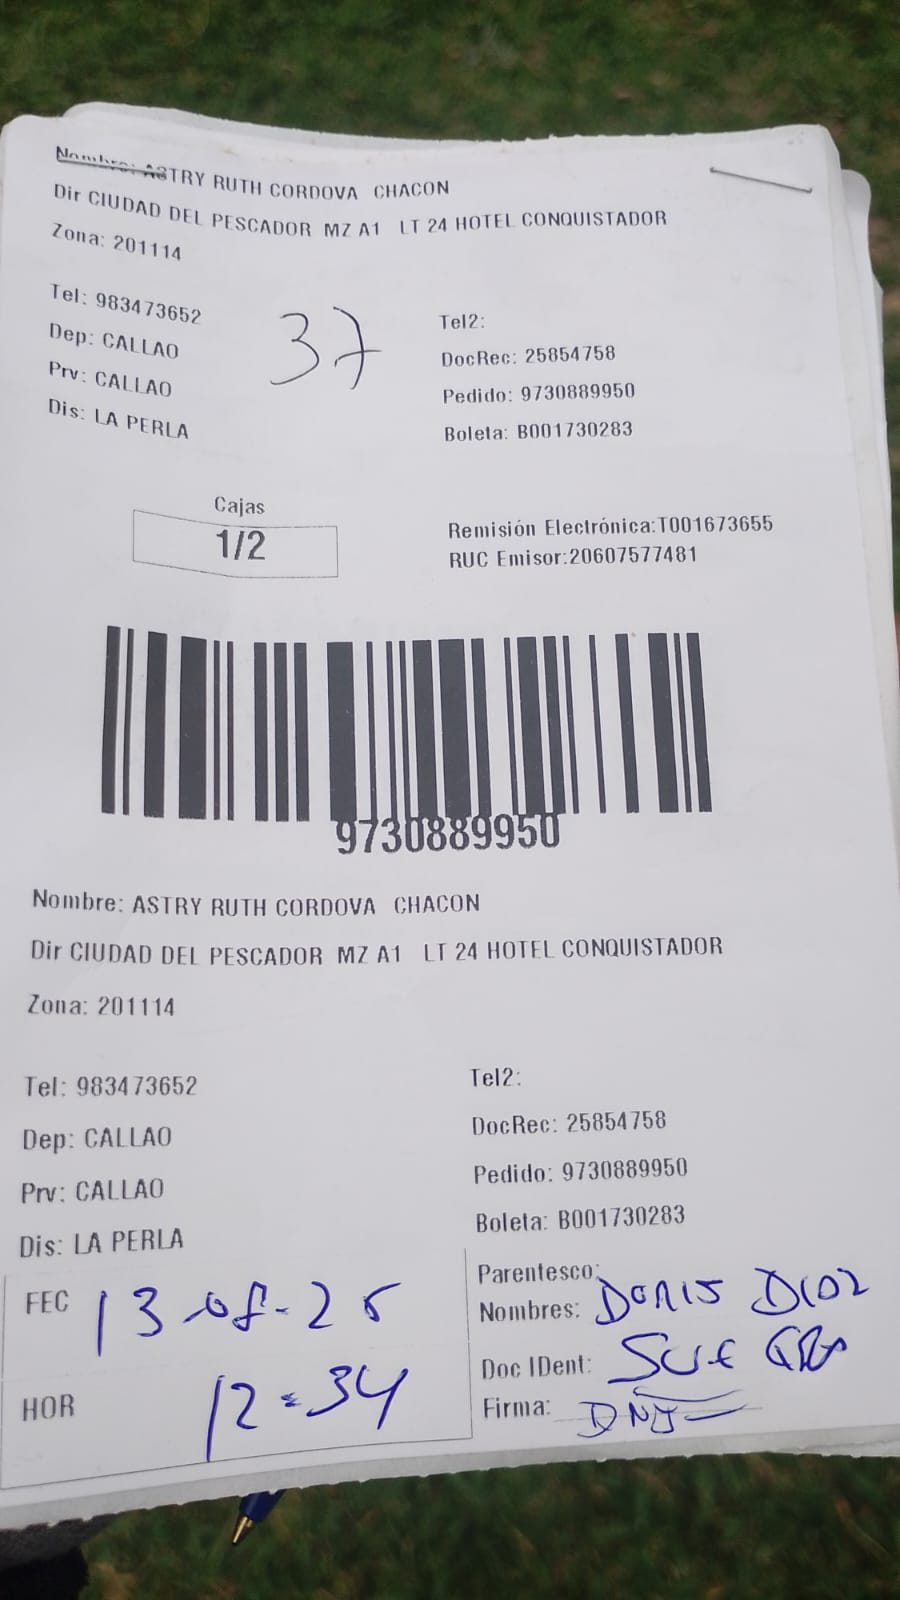 Nombre: ASTRY RUTH CORDOVA CHACON
Dir CIUDAD DEL PESCADOR MZ A1 LT 24 HOTEL CONQUISTADOR
Zona: 201114
Tel: 983473652
Tel2:
37
Dep: CALLAO
DocRec: 25854758
Prv: CALLAO
Pedido: 9730889950
Dis: LA PERLA
Boleta: B001730283
Cajas
1/2
Remisión Electrónica:T001673655
RUC Emisor:20607577481
9730889950
Nombre: ASTRY RUTH CORDOVA CHACON
Dir CIUDAD DEL PESCADOR MZ A1 LT 24 HOTEL CONQUISTADOR
Zona: 201114
Tel: 983473652
Tel2:
Dep: CALLAO
DocRec: 25854758
Prv: CALLAO
Pedido: 9730889950
Dis: LA PERLA
Boleta: B001730283
FEC 13-08-25
Parentesco:
Nombres: DORIS
HOR 12:34
Doc IDent:
Firma: